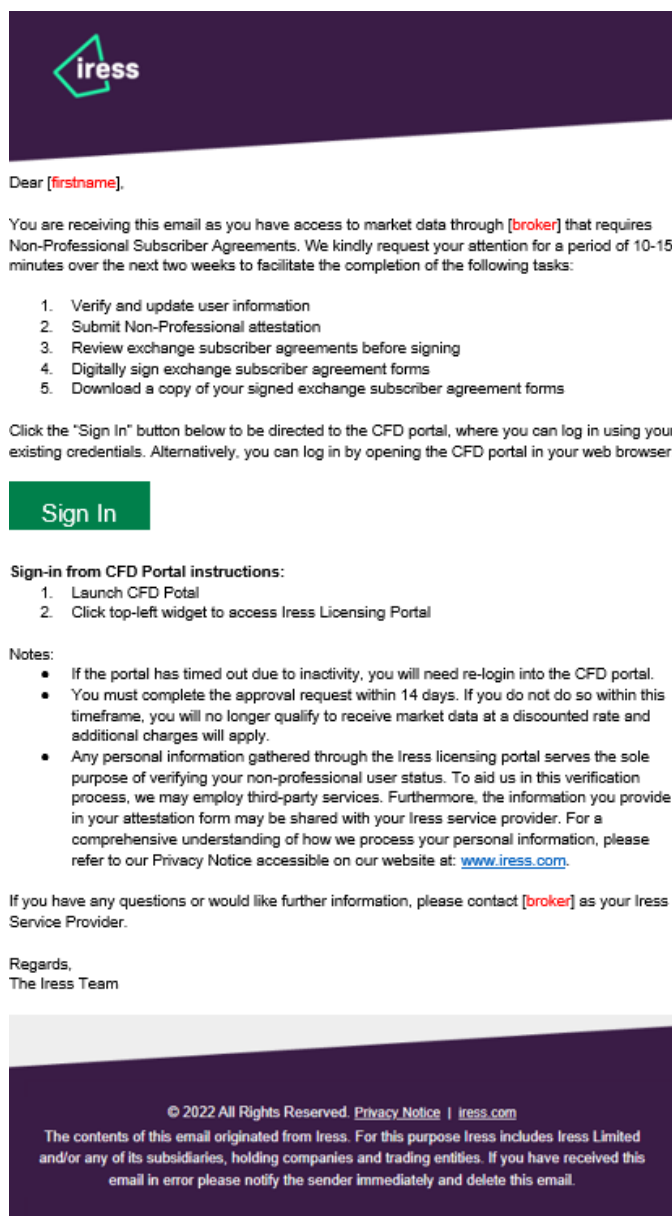 iress
Dear [firstname],
You are receiving this email as you have access to market data through [broker] that requires
Non-Professional Subscriber Agreements. We kindly request your attention for a period of 10-15
minutes over the next two weeks to facilitate the completion of the following tasks:
1. Verify and update user information
2. Submit Non-Professional attestation
3. Review exchange subscriber agreements before signing
4. Digitally sign exchange subscriber agreement forms
5. Download a copy of your signed exchange subscriber agreement forms
Click the "Sign In" button below to be directed to the CFD portal, where you can log in using your
existing credentials. Alternatively, you can log in by opening the CFD portal in your web browser
Sign In
Sign-in from CFD Portal instructions:
1. Launch CFD Potal
2. Click top-left widget to access Iress Licensing Portal
Notes:
● If the portal has timed out due to inactivity, you will need re-login into the CFD portal.
● You must complete the approval request within 14 days. If you do not do so within this
timeframe, you will no longer qualify to receive market data at a discounted rate and
additional charges will apply.
● Any personal information gathered through the Iress licensing portal serves the sole
purpose of verifying your non-professional user status. To aid us in this verification
process, we may employ third-party services. Furthermore, the information you provide
in your attestation form may be shared with your Iress service provider. For a
comprehensive understanding of how we process your personal information, please
refer to our Privacy Notice accessible on our website at: www.iress.com.
If you have any questions or would like further information, please contact [broker] as your Iress
Service Provider.
Regards,
The Iress Team
© 2022 All Rights Reserved. Privacy Notice | iress.com
The contents of this email originated from Iress. For this purpose Iress includes Iress Limited
and/or any of its subsidiaries, holding companies and trading entities. If you have received this
email in error please notify the sender immediately and delete this email.